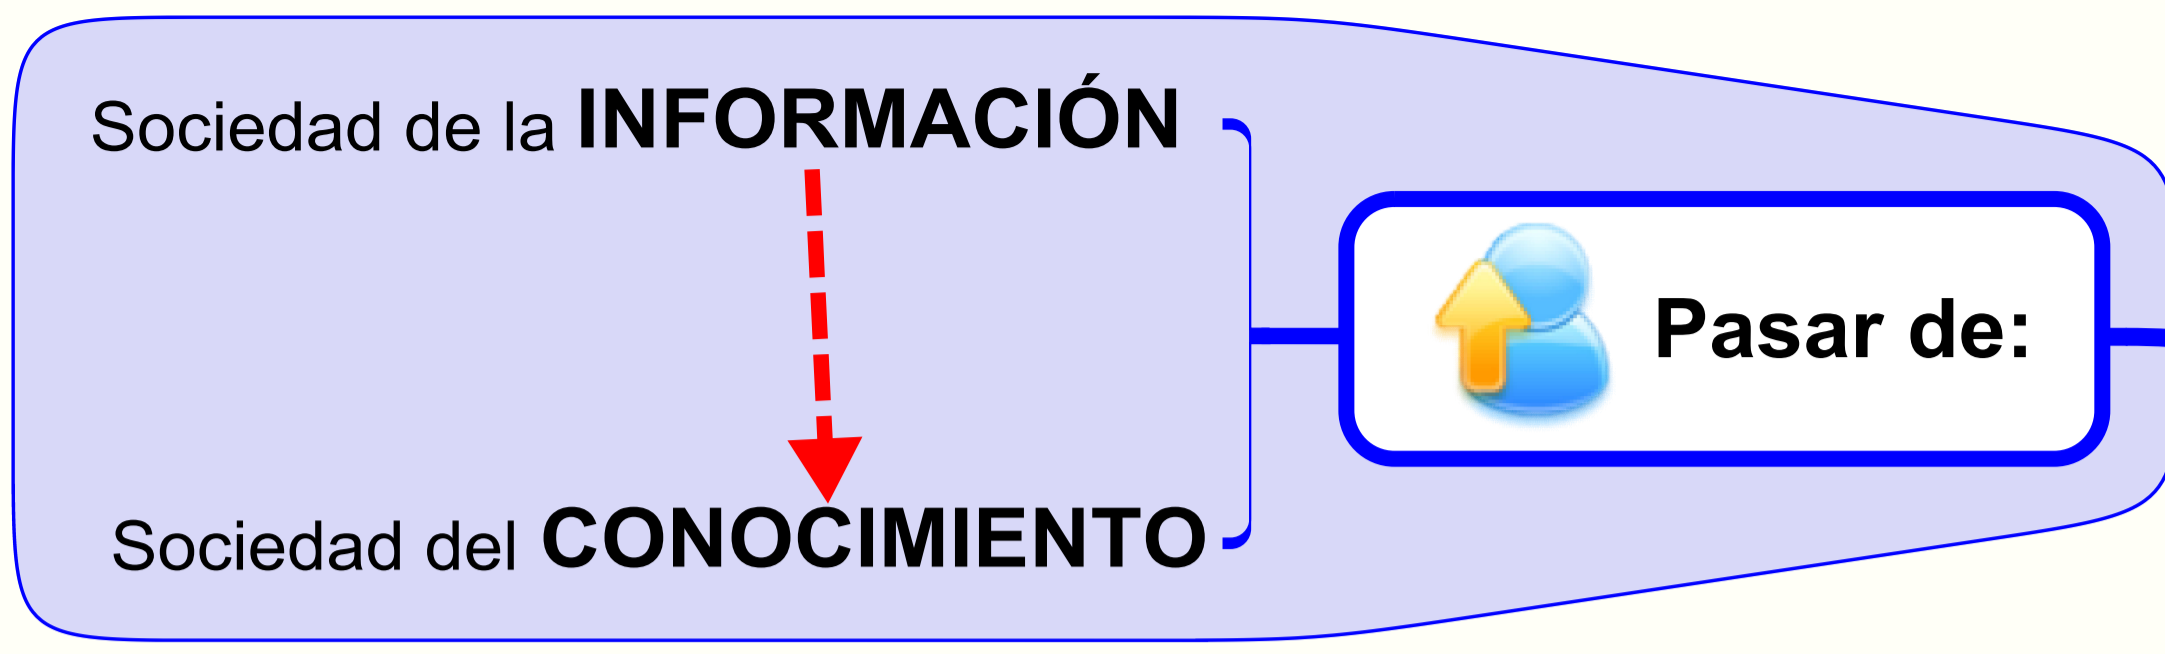 Sociedad de la INFORMACIÓN
Pasar de:
Sociedad del CONOCIMIENTO